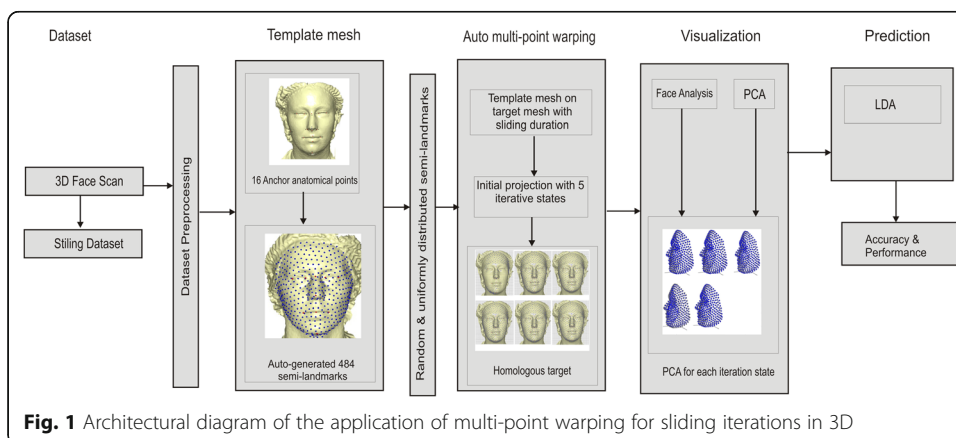 Dataset
Template mesh
Auto multi-point warping
Visualization
Prediction
3D Face Scan
Stiling Dataset
Dataset Preprocessing
16 Anchor anatomical points
Auto-generated 484
semi-landmarks
Random & uniformly distributed semi-landmarks
Template mesh on
target mesh with
sliding duration
Initial projection with 5
iterative states
Homologous target
Face Analysis
PCA
PCA for each iteration state
LDA
Accuracy &
Performance
Fig. 1 Architectural diagram of the application of multi-point warping for sliding iterations in 3D